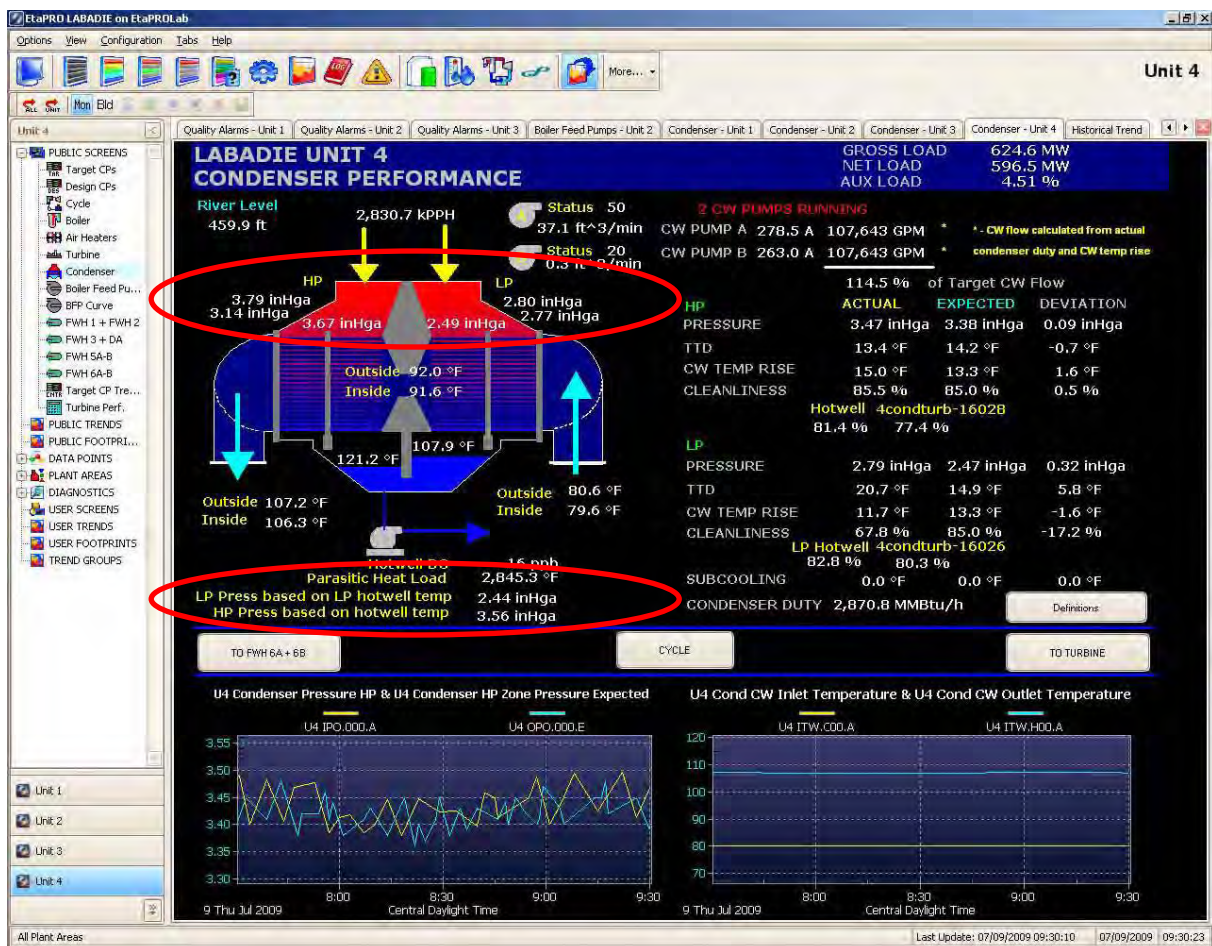 EtaPRO LABADIE on EtaPROLab
Options View Configuration Tabs Help
More...
Unit 4
ALL UNIT Mon Bld
Unit 4
Quality Alarms - Unit 1 Quality Alarms - Unit 2 Quality Alarms - Unit 3 Boiler Feed Pumps - Unit 2 Condenser - Unit 1 Condenser - Unit 2 Condenser - Unit 3 Condenser - Unit 4 Historical Trend
PUBLIC SCREENS
Target CPs
Design CPs
Cycle
Boiler
Air Heaters
Turbine
Condenser
Boiler Feed Pu...
BFP Curve
FWH 1 + FWH 2
FWH 3 + DA
FWH 5A-B
FWH 6A-B
Target CP Tre...
Turbine Perf.
PUBLIC TRENDS
PUBLIC FOOTPRI...
DATA POINTS
PLANT AREAS
DIAGNOSTICS
USER SCREENS
USER TRENDS
USER FOOTPRINTS
TREND GROUPS
Unit 1
Unit 2
Unit 3
Unit 4
LABADIE UNIT 4
CONDENSER PERFORMANCE
GROSS LOAD 624.6 MW
NET LOAD 596.5 MW
AUX LOAD 4.51 %
River Level
459.9 ft
2,830.7 kPPH
Status 50
37.1 ft^3/min
Status 20
0.3 ft^3/min
HP LP
3.79 inHga 2.80 inHga
3.14 inHga 2.77 inHga
3.67 inHga 2.49 inHga
Outside 92.0 °F
Inside 91.6 °F
107.9 °F
121.2 °F
Outside 107.2 °F
Inside 106.3 °F
Outside 80.6 °F
Inside 79.6 °F
Hotwell DO 16 ppb
Parasitic Heat Load 2,845.3 °F
LP Press based on LP hotwell temp 2.44 inHga
HP Press based on hotwell temp 3.56 inHga
2 CW PUMPS RUNNING
CW PUMP A 278.5 A 107,643 GPM * * - CW flow calculated from actual
CW PUMP B 263.0 A 107,643 GPM * condenser duty and CW temp rise
114.5 % of Target CW Flow
HP ACTUAL EXPECTED DEVIATION
PRESSURE 3.47 inHga 3.38 inHga 0.09 inHga
TTD 13.4 °F 14.2 °F -0.7 °F
CW TEMP RISE 15.0 °F 13.3 °F 1.6 °F
CLEANLINESS 85.5 % 85.0 % 0.5 %
Hotwell 4condturb-16028
81.4 % 77.4 %
LP
PRESSURE 2.79 inHga 2.47 inHga 0.32 inHga
TTD 20.7 °F 14.9 °F 5.8 °F
CW TEMP RISE 11.7 °F 13.3 °F -1.6 °F
CLEANLINESS 67.8 % 85.0 % -17.2 %
LP Hotwell 4condturb-16026
82.8 % 80.3 %
SUBCOOLING 0.0 °F 0.0 °F 0.0 °F
CONDENSER DUTY 2,870.8 MMBtu/h Definitions
TO FWH 6A + 6B CYCLE TO TURBINE
U4 Condenser Pressure HP & U4 Condenser HP Zone Pressure Expected
U4 IPO.000.A U4 OPO.000.E
3.55
3.50
3.45
3.40
3.35
3.30
8:00 8:30 9:00 9:30
9 Thu Jul 2009 Central Daylight Time
U4 Cond CW Inlet Temperature & U4 Cond CW Outlet Temperature
U4 ITW.C00.A U4 ITW.H00.A
120
110
100
90
80
70
8:00 8:30 9:00 9:30
9 Thu Jul 2009 Central Daylight Time
All Plant Areas Last Update: 07/09/2009 09:30:10 07/09/2009 09:30:23